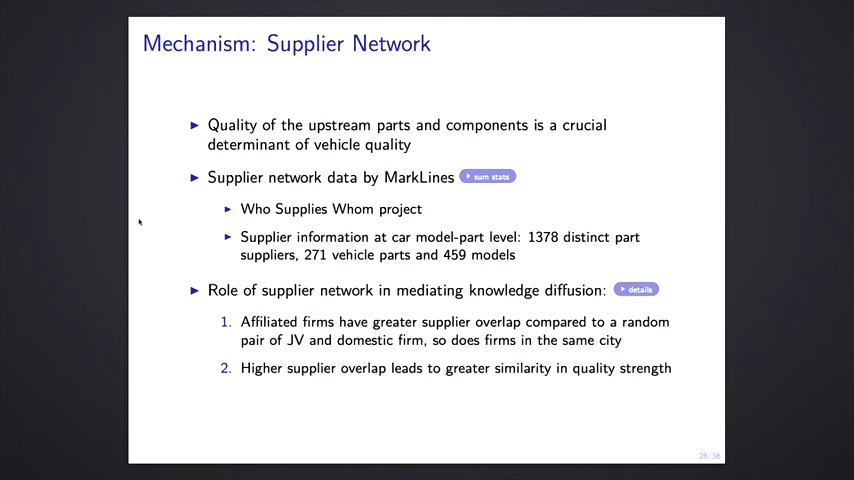 Mechanism: Supplier Network
Quality of the upstream parts and components is a crucial
determinant of vehicle quality
Supplier network data by MarkLines sum stats
Who Supplies Whom project
Supplier information at car model-part level: 1378 distinct part
suppliers, 271 vehicle parts and 459 models
Role of supplier network in mediating knowledge diffusion: details
1. Affiliated firms have greater supplier overlap compared to a random
pair of JV and domestic firm, so does firms in the same city
2. Higher supplier overlap leads to greater similarity in quality strength
28/36